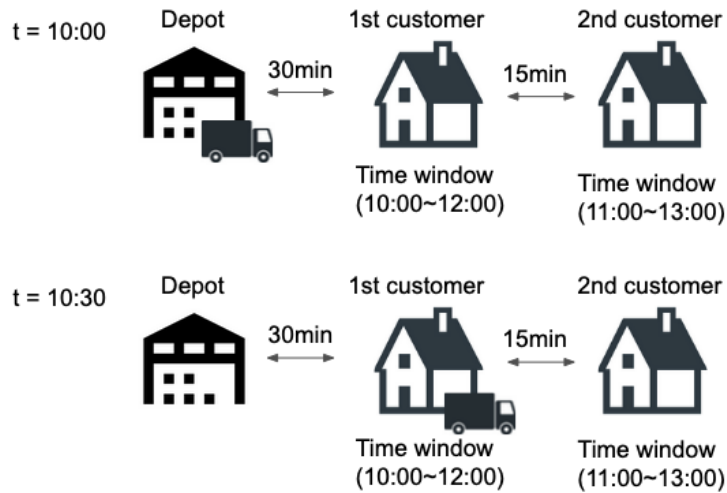 t = 10:00
Depot
1st customer
2nd customer
30min
15min
Time window
(10:00~12:00)
Time window
(11:00~13:00)
t = 10:30
Depot
1st customer
2nd customer
30min
15min
Time window
(10:00~12:00)
Time window
(11:00~13:00)